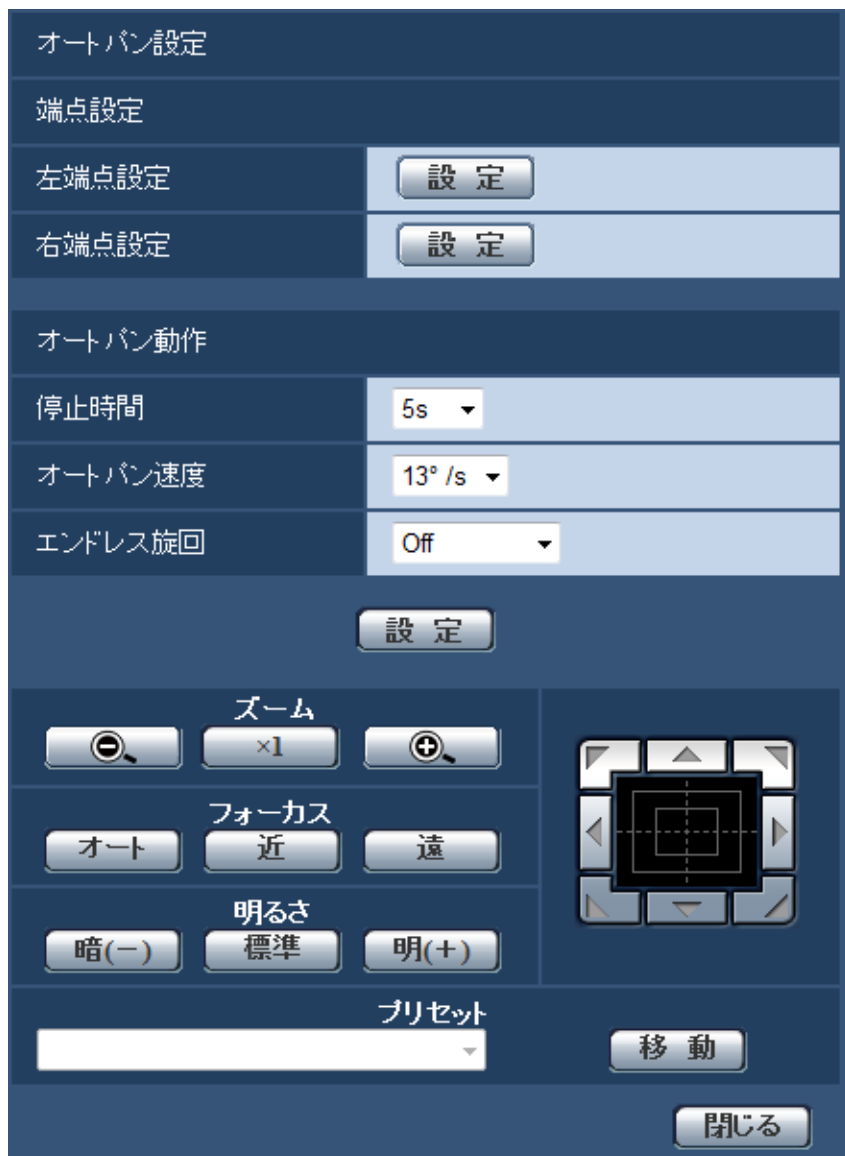 オートパン設定
端点設定
左端点設定 設 定
右端点設定 設 定
オートパン動作
停止時間 5s
オートパン速度 13° /s
エンドレス旋回 Off
設 定
ズーム
×1
フォーカス
オート 近 遠
明るさ
暗(－) 標準 明(＋)
プリセット
移 動
閉じる